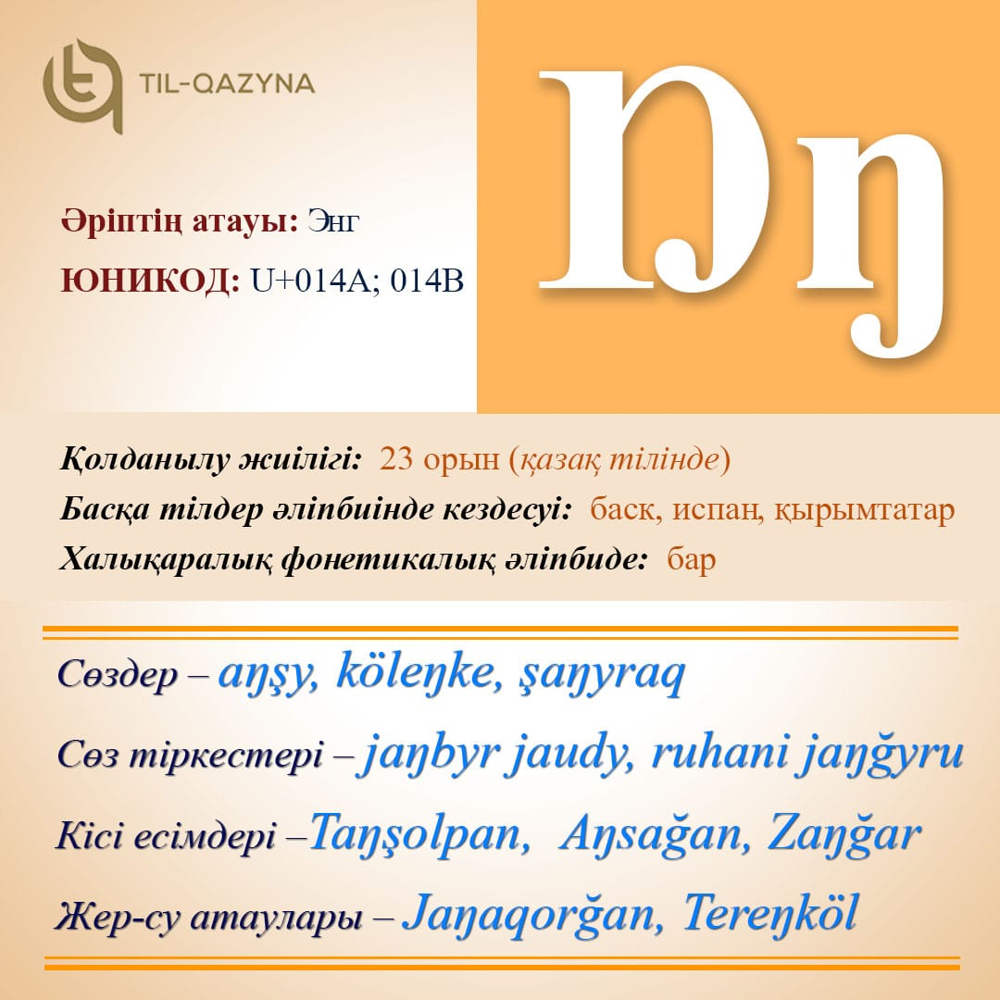 TIL-QAZYNA
Ŋŋ
Әріптің атауы: Энг
ЮНИКОД: U+014A; 014B
Қолданылу жиілігі: 23 орын (қазақ тілінде)
Басқа тілдер әліпбиінде кездесуі: баск, испан, қырымтатар
Халықаралық фонетикалық әліпбиде: бар
Сөздер – aŋşy, köleŋke, şaŋyraq
Сөз тіркестері – jaŋbyr jaudy, ruhani jaŋğyru
Кісі есімдері –Taŋşolpan, Aŋsağan, Zaŋğar
Жер-су атаулары – Jaŋaqorğan, Tereŋköl